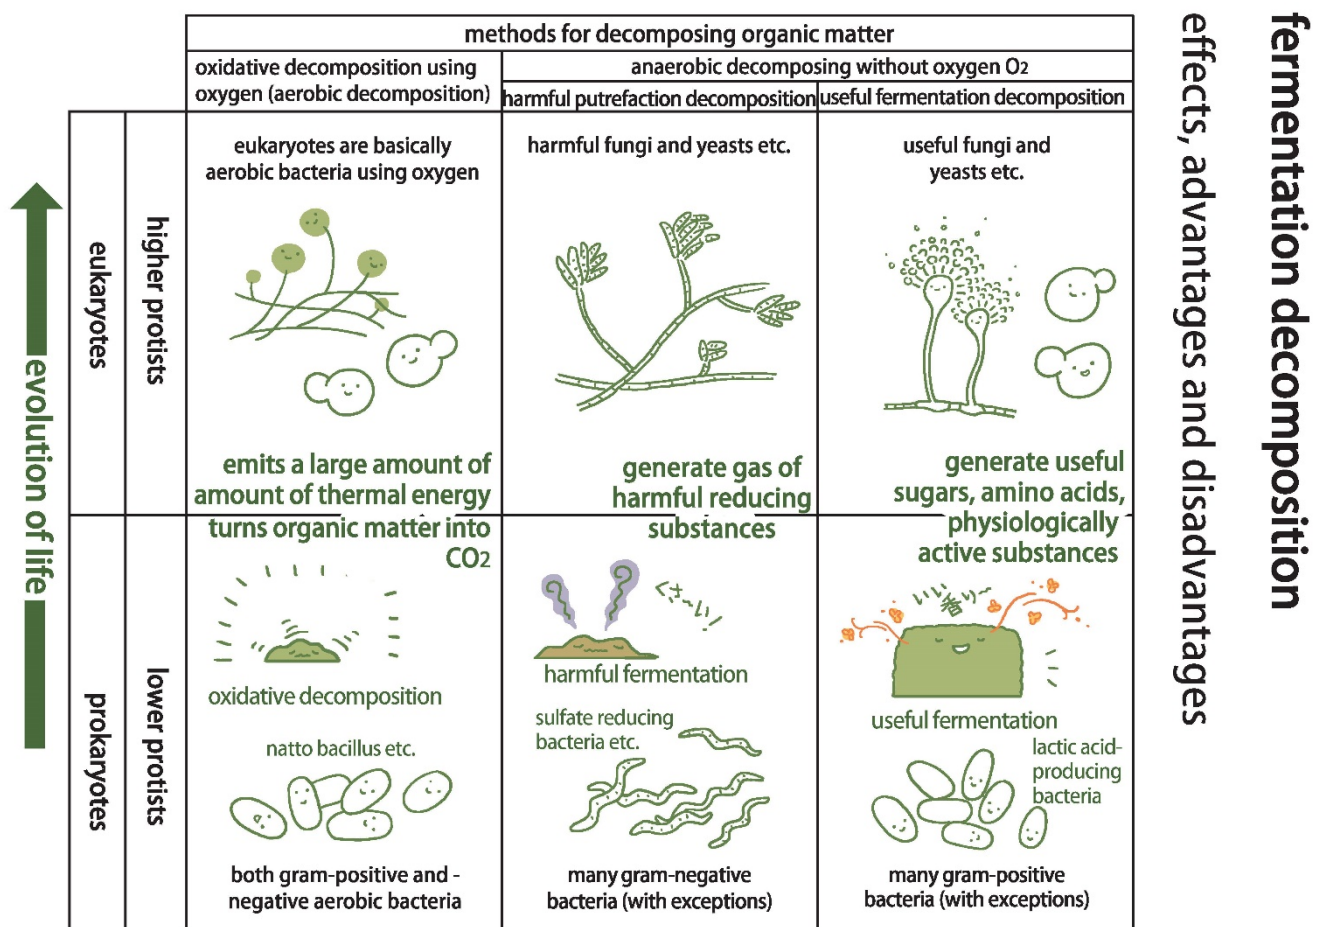 fermentation decomposition
effects, advantages and disadvantages
methods for decomposing organic matter
oxidative decomposition using
oxygen (aerobic decomposition)
anaerobic decomposing without oxygen O2
harmful putrefaction decomposition
useful fermentation decomposition
evolution of life
eukaryotes
higher protists
eukaryotes are basically
aerobic bacteria using oxygen
harmful fungi and yeasts etc.
useful fungi and
yeasts etc.
emits a large amount of
amount of thermal energy
turns organic matter into
CO2
generate gas of
harmful reducing
substances
generate useful
sugars, amino acids,
physiologically
active substances
prokaryotes
lower protists
oxidative decomposition
natto bacillus etc.
both gram-positive and -
negative aerobic bacteria
くさ〜い
harmful fermentation
sulfate reducing
bacteria etc.
many gram-negative
bacteria (with exceptions)
香
useful fermentation
lactic acid-
producing
bacteria
many gram-positive
bacteria (with exceptions)